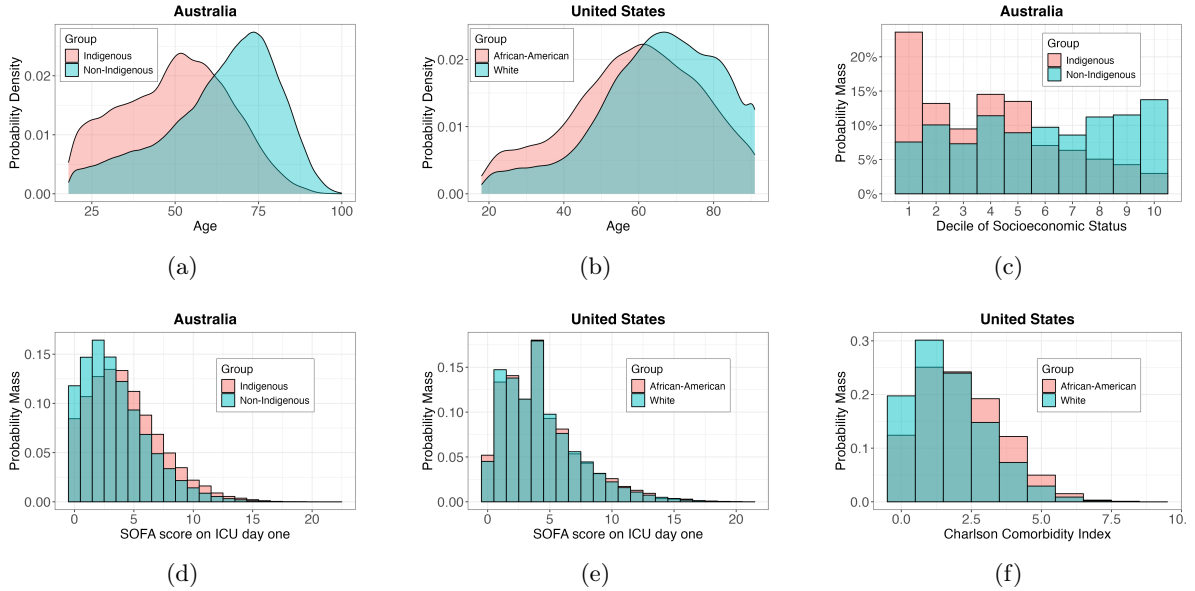 Australia
Probability Density
0.02
0.01
0.00
Group
Indigenous
Non-Indigenous
25 50 75 100
Age
(a)
United States
Probability Density
0.02
0.01
0.00
Group
African-American
White
20 40 60 80
Age
(b)
Australia
Probability Mass
20%
15%
10%
5%
0%
Group
Indigenous
Non-Indigenous
1 2 3 4 5 6 7 8 9 10
Decile of Socioeconomic Status
(c)
Australia
Probability Mass
0.15
0.10
0.05
0.00
Group
Indigenous
Non-Indigenous
0 5 10 15 20
SOFA score on ICU day one
(d)
United States
Probability Mass
0.15
0.10
0.05
0.00
Group
African-American
White
0 5 10 15 20
SOFA score on ICU day one
(e)
United States
Probability Mass
0.3
0.2
0.1
0.0
Group
African-American
White
0.0 2.5 5.0 7.5 10.
Charlson Comorbidity Index
(f)